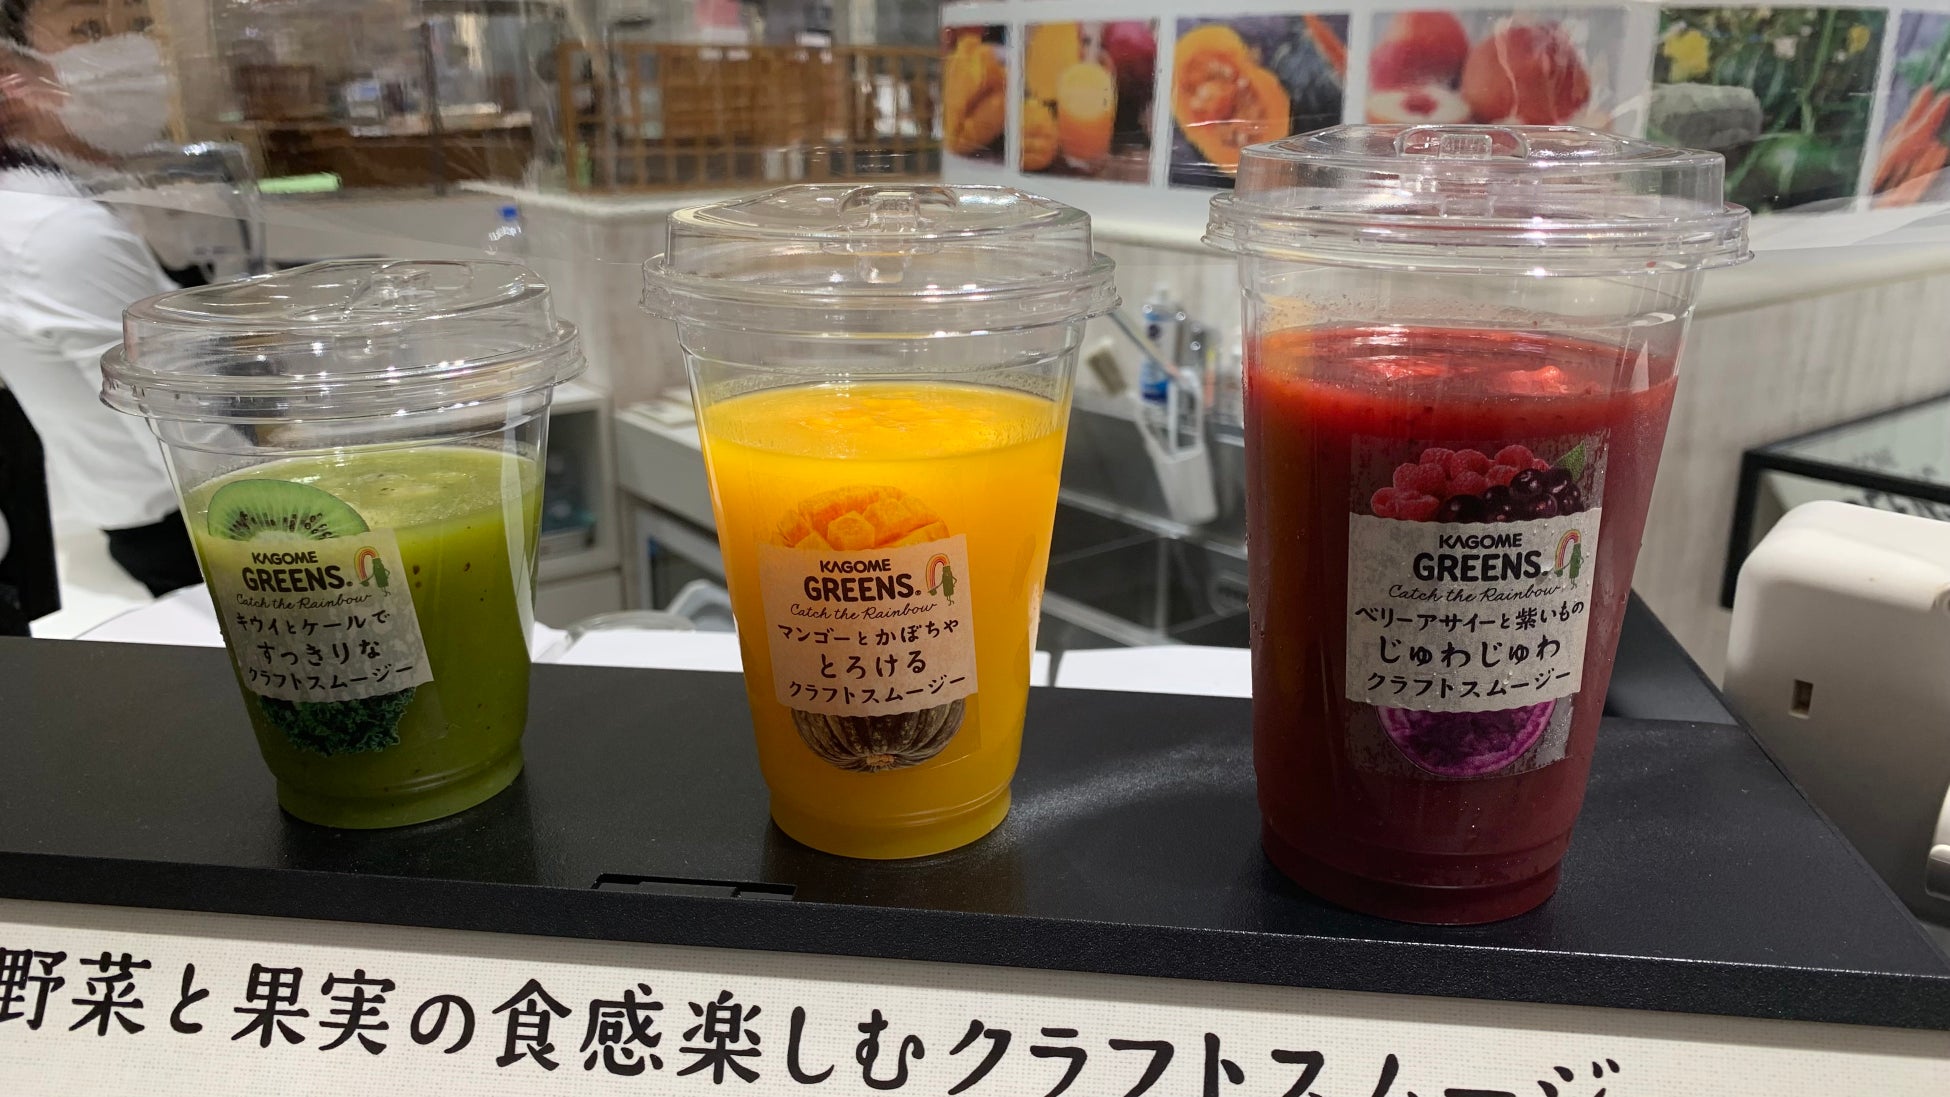 KAGOME
GREENS®
Catch the Rainbow
キウイとケールで
すっきりな
クラフトスムージー
KAGOME
GREENS®
Catch the Rainbow
マンゴーとかぼちゃ
とろける
クラフトスムージー
KAGOME
GREENS®
Catch the Rainbow
ベリーアサイーと紫いもの
じゅわじゅわ
クラフトスムージー
野菜と果実の食感楽しむクラフトスムージー